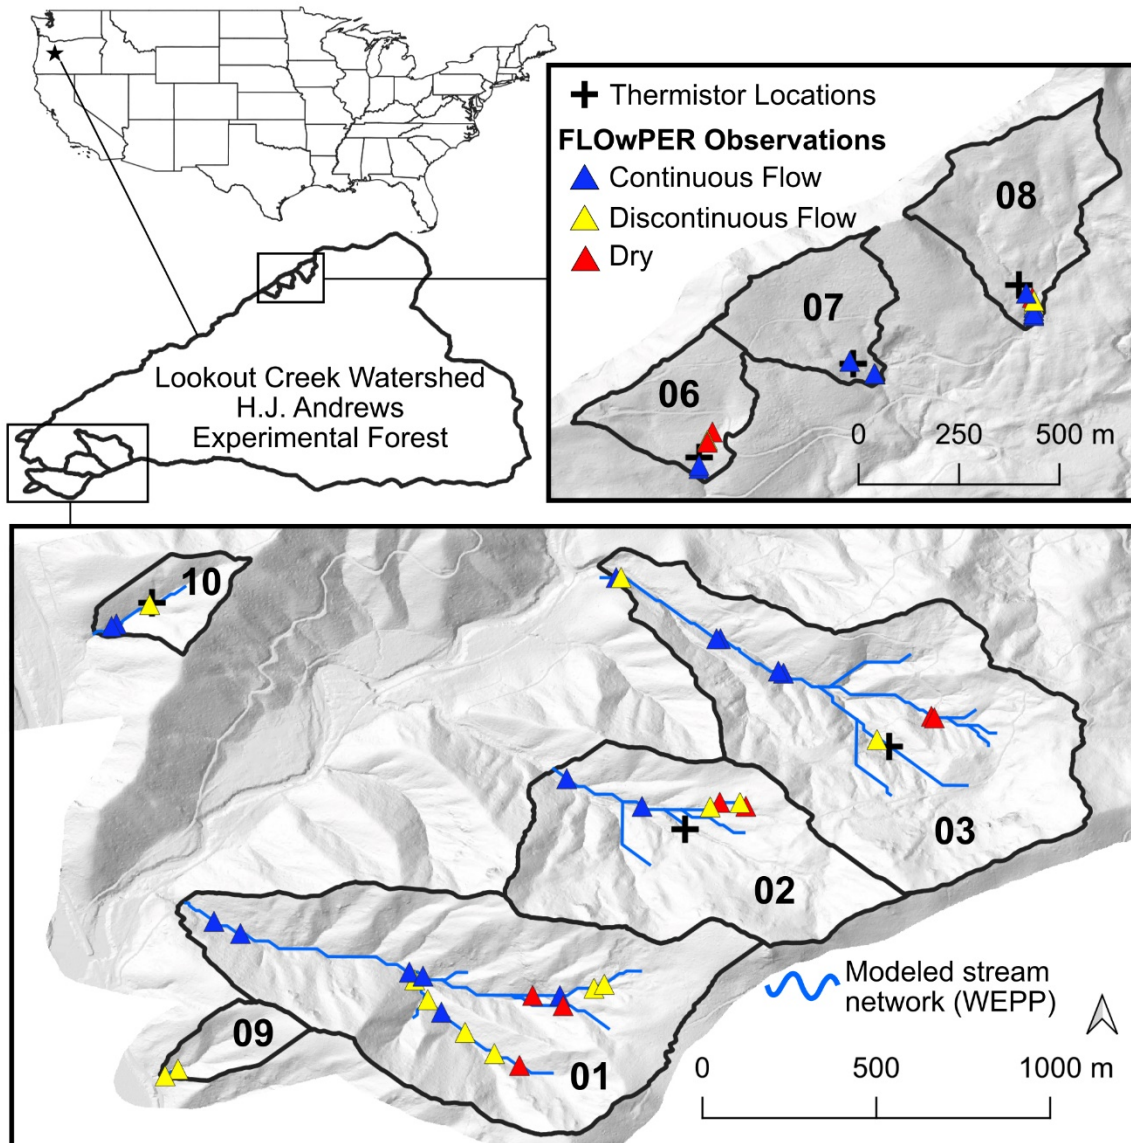 Thermistor Locations
FLOwPER Observations
Continuous Flow
Discontinuous Flow
Dry
08
07
06
0 250 500 m
Lookout Creek Watershed
H.J. Andrews
Experimental Forest
10
03
02
Modeled stream
network (WEPP)
09
01
0 500 1000 m